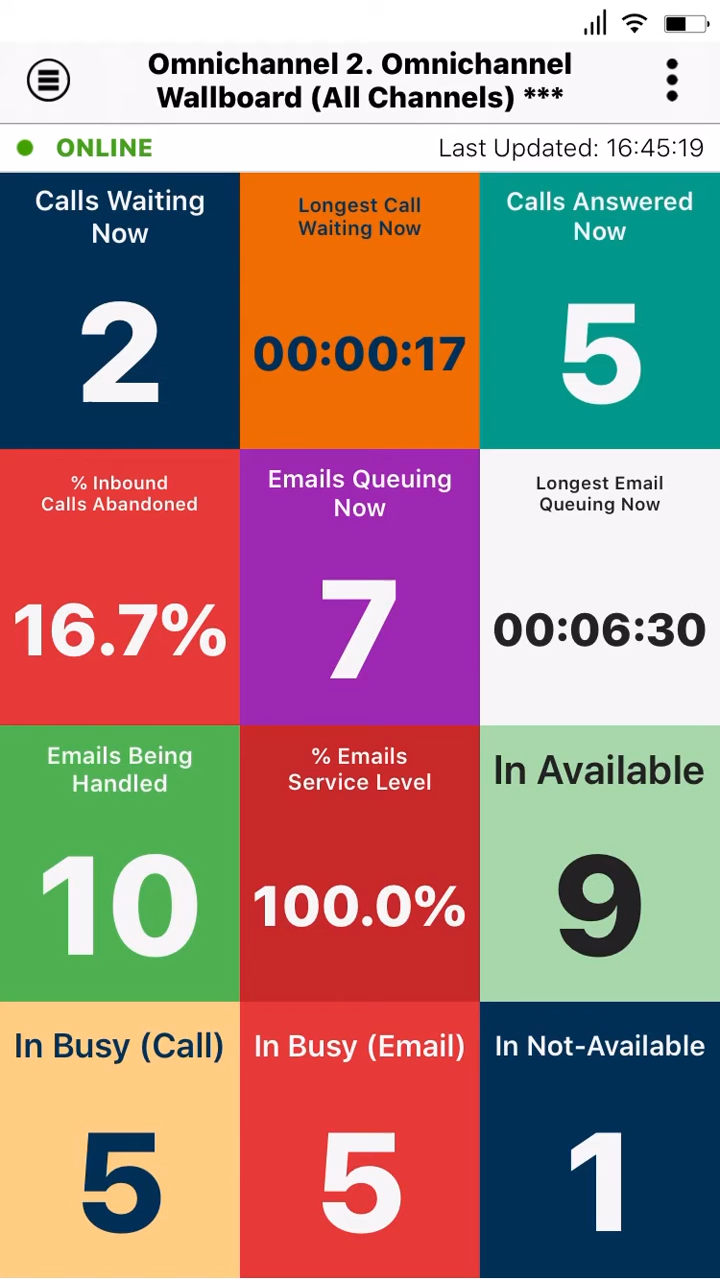 Omnichannel 2. Omnichannel
Wallboard (All Channels) ***
ONLINE
Last Updated: 16:45:19
Calls Waiting
Now
2
Longest Call
Waiting Now
00:00:17
Calls Answered
Now
5
% Inbound
Calls Abandoned
16.7%
Emails Queuing
Now
7
Longest Email
Queuing Now
00:06:30
Emails Being
Handled
10
% Emails
Service Level
100.0%
In Available
9
In Busy (Call)
5
In Busy (Email)
5
In Not-Available
1